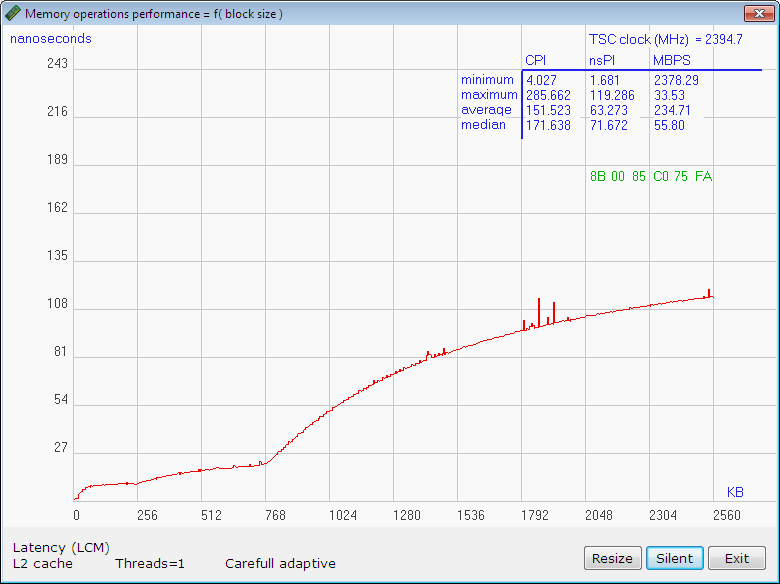 Memory operations performance = f( block size )
nanoseconds
TSC clock (MHz) = 2394.7
CPI nsPI MBPS
minimum 4.027 1.681 2378.29
maximum 285.662 119.286 33.53
average 151.523 63.273 234.71
median 171.638 71.672 55.80
8B 00 85 C0 75 FA
243
216
189
162
135
108
81
54
27
KB
0 256 512 768 1024 1280 1536 1792 2048 2304 2560
Latency (LCM)
L2 cache Threads=1 Carefull adaptive
Resize Silent Exit